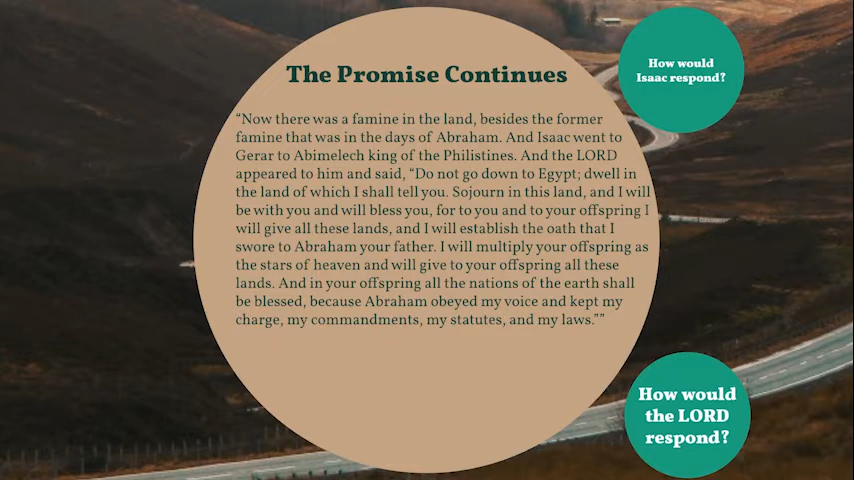 The Promise Continues
“Now there was a famine in the land, besides the former
famine that was in the days of Abraham. And Isaac went to
Gerar to Abimelech king of the Philistines. And the LORD
appeared to him and said, “Do not go down to Egypt; dwell in
the land of which I shall tell you. Sojourn in this land, and I will
be with you and will bless you, for to you and to your offspring I
will give all these lands, and I will establish the oath that I
swore to Abraham your father. I will multiply your offspring as
the stars of heaven and will give to your offspring all these
lands. And in your offspring all the nations of the earth shall
be blessed, because Abraham obeyed my voice and kept my
charge, my commandments, my statutes, and my laws.””
How would
Isaac respond?
How would
the LORD
respond?